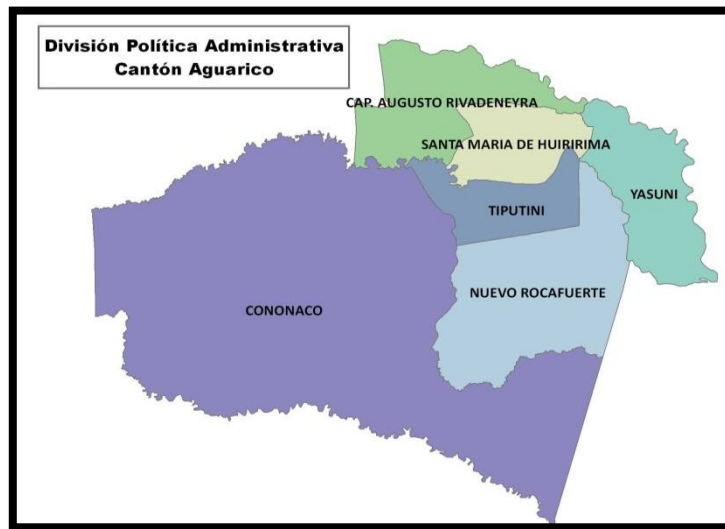 División Política Administrativa
Cantón Aguarico
CAP. AUGUSTO RIVADENEYRA
SANTA MARIA DE HUIRIRIMA
YASUNI
TIPUTINI
NUEVO ROCAFUERTE
CONONACO